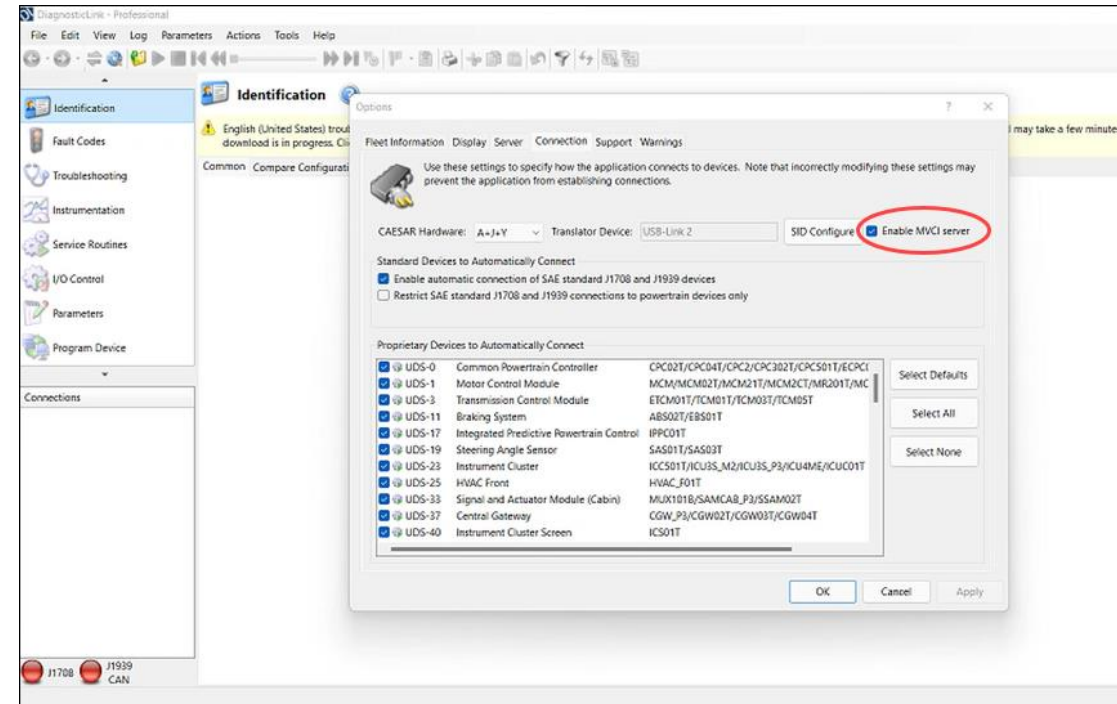 DiagnosticLink - Professional
File Edit View Log Parameters Actions Tools Help
Identification
Fault Codes
Troubleshooting
Instrumentation
Service Routines
I/O Control
Parameters
Program Device
Connections
J1708
J1939
CAN
Identification
English (United States) troul
download is in progress. Cli
l may take a few minute
Common Compare Configurati
Options
Fleet Information Display Server Connection Support Warnings
Use these settings to specify how the application connects to devices. Note that incorrectly modifying these settings may
prevent the application from establishing connections.
CAESAR Hardware: A+J+Y Translator Device: USB-Link 2 SID Configure Enable MVCI server
Standard Devices to Automatically Connect
Enable automatic connection of SAE standard J1708 and J1939 devices
Restrict SAE standard J1708 and J1939 connections to powertrain devices only
Proprietary Devices to Automatically Connect
UDS-0 Common Powertrain Controller CPC02T/CPC04T/CPC2/CPC302T/CPC501T/ECPC(
UDS-1 Motor Control Module MCM/MCM02T/MCM21T/MCM2CT/MR201T/MC
UDS-3 Transmission Control Module ETCM01T/TCM01T/TCM03T/TCM05T
UDS-11 Braking System ABS02T/EBS01T
UDS-17 Integrated Predictive Powertrain Control IPPC01T
UDS-19 Steering Angle Sensor SAS01T/SAS03T
UDS-23 Instrument Cluster ICC501T/ICU3S_M2/ICU3S_P3/ICU4ME/ICUC01T
UDS-25 HVAC Front HVAC_F01T
UDS-33 Signal and Actuator Module (Cabin) MUX101B/SAMCAB_P3/SSAM02T
UDS-37 Central Gateway CGW_P3/CGW02T/CGW03T/CGW04T
UDS-40 Instrument Cluster Screen ICS01T
Select Defaults
Select All
Select None
OK Cancel Apply